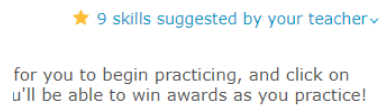 9 skills suggested by your teacher
for you to begin practicing, and click on
u'll be able to win awards as you practice!